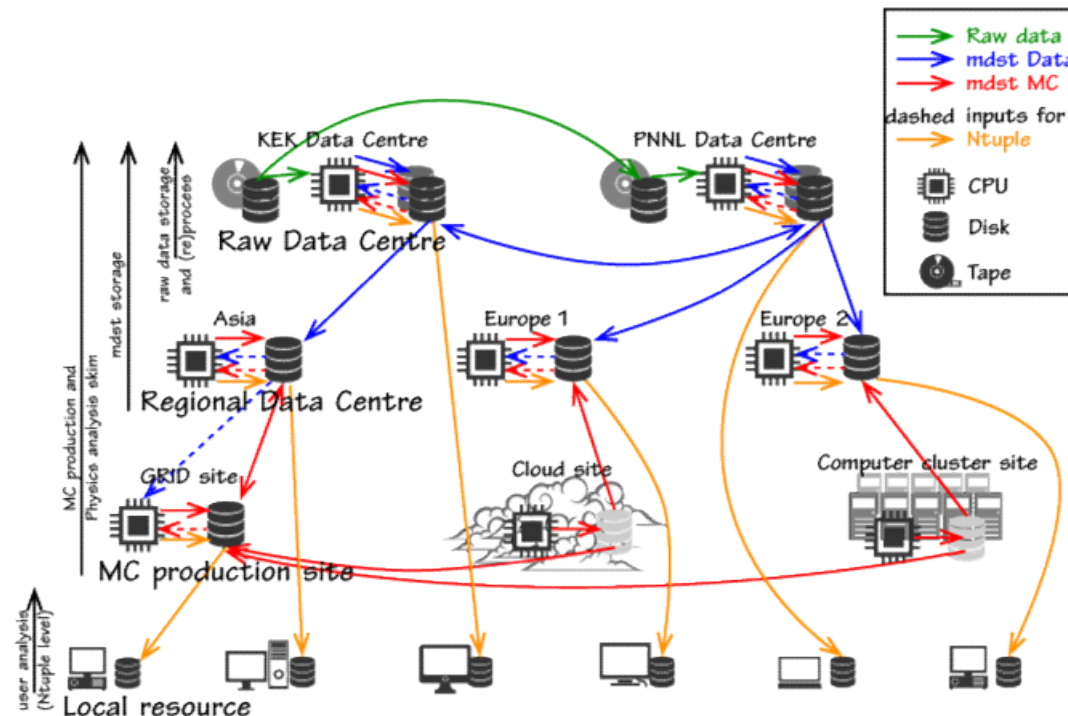 Raw data
mdst Data
mdst MC
dashed inputs for
Ntuple
CPU
Disk
Tape
KEK Data Centre
PNNL Data Centre
Raw Data Centre
raw data storage
and (re)process
mdst storage
MC production and
Physics analysis skim
Asia
Europe 1
Europe 2
Regional Data Centre
GRID site
Cloud site
Computer cluster site
MC production site
user analysis
(Ntuple level)
Local resource